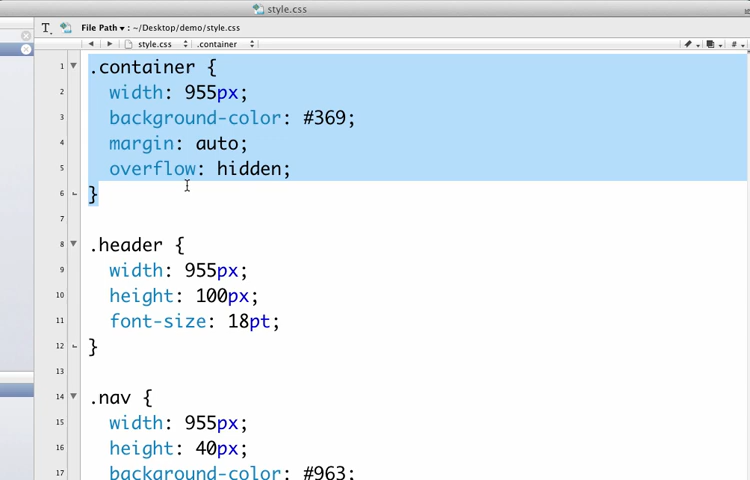 style.css
File Path ▾ : ~/Desktop/demo/style.css
style.css .container
#
1 .container {
2 width: 955px;
3 background-color: #369;
4 margin: auto;
5 overflow: hidden;
6 }
7
8 .header {
9 width: 955px;
10 height: 100px;
11 font-size: 18pt;
12 }
13
14 .nav {
15 width: 955px;
16 height: 40px;
17 background-color: #963;